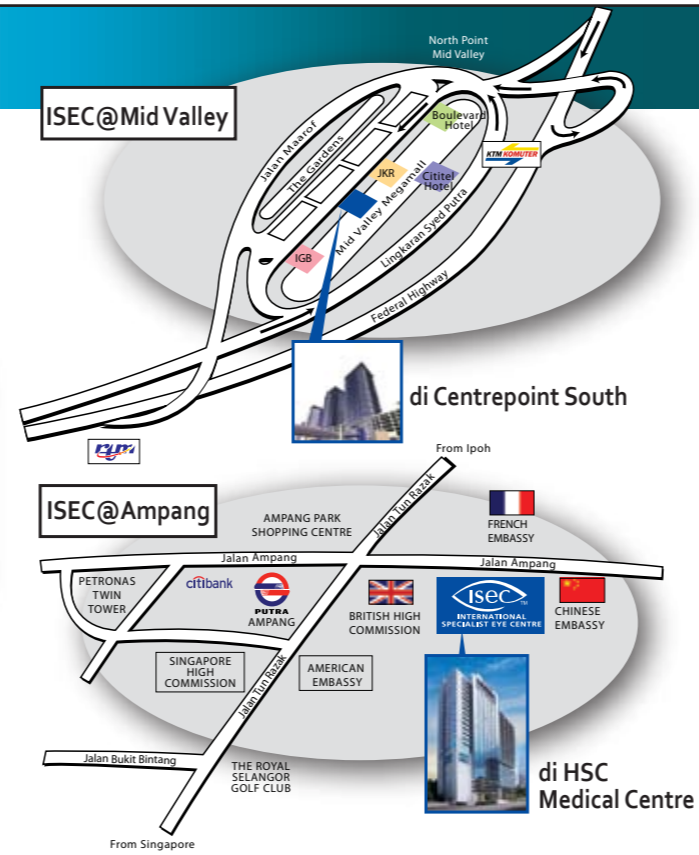 North Point
Mid Valley
ISEC@Mid Valley
Boulevard
Hotel
Jalan Maarof
The Gardens
KTM KOMUTER
JKR
Cititel
Hotel
Mid Valley Megamall
Lingkaran Syed Putra
IGB
Federal Highway
di Centrepoint South
rtm
From Ipoh
ISEC@Ampang
Jalan Tun Razak
AMPANG PARK
SHOPPING CENTRE
FRENCH
EMBASSY
Jalan Ampang
Jalan Ampang
PETRONAS
TWIN
TOWER
citibank
PUTRA
AMPANG
BRITISH HIGH
COMMISSION
isec TM
INTERNATIONAL
SPECIALIST EYE CENTRE
CHINESE
EMBASSY
SINGAPORE
HIGH
COMMISSION
AMERICAN
EMBASSY
Jalan Tun Razak
Jalan Bukit Bintang
THE ROYAL
SELANGOR
GOLF CLUB
di HSC
Medical Centre
From Singapore